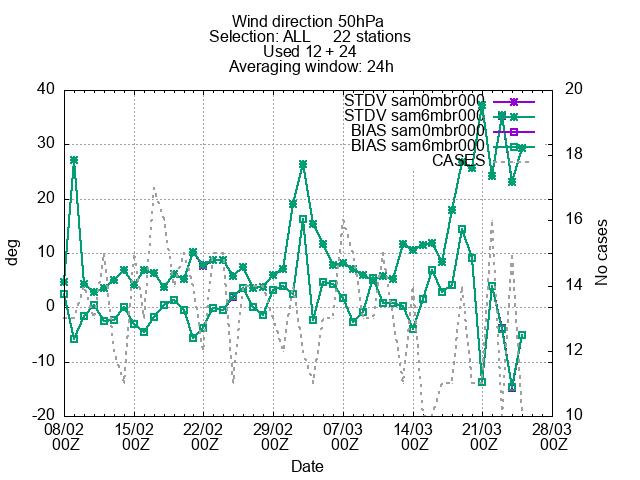 Wind direction 50hPa
Selection: ALL 22 stations
Used 12 + 24
Averaging window: 24h
STDV sam0mbr000
STDV sam6mbr000
BIAS sam0mbr000
BIAS sam6mbr000
CASES
40
30
20
10
0
-10
-20
deg
20
18
16
14
12
10
No cases
08/02 15/02 22/02 29/02 07/03 14/03 21/03 28/03
00Z 00Z 00Z 00Z 00Z 00Z 00Z 00Z
Date